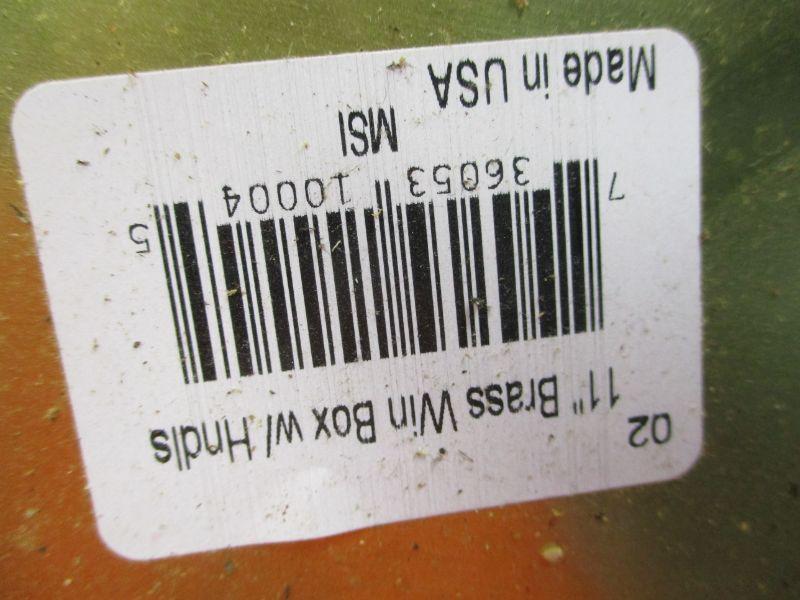 02
11" Brass Win Box w/ Hndls
7 36053 10004 5
MSI
Made in USA